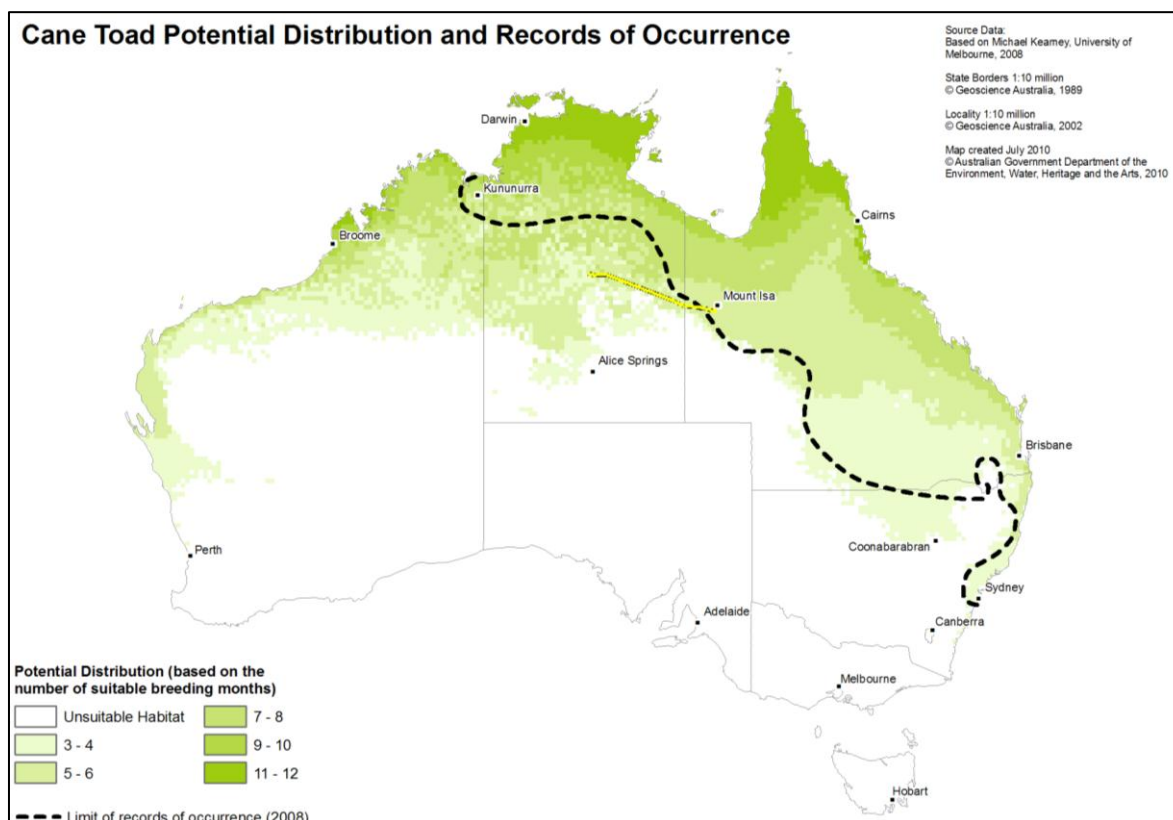 Cane Toad Potential Distribution and Records of Occurrence
Source Data:
Based on Michael Kearney, University of
Melbourne, 2008
State Borders 1:10 million
© Geoscience Australia, 1989
Locality 1:10 million
© Geoscience Australia, 2002
Map created July 2010
© Australian Government Department of the
Environment, Water, Heritage and the Arts, 2010
Darwin
Kununurra
Cairns
Broome
Mount Isa
Alice Springs
Brisbane
Coonabarabran
Perth
Sydney
Adelaide
Canberra
Melbourne
Hobart
Potential Distribution (based on the
number of suitable breeding months)
Unsuitable Habitat
3 - 4
5 - 6
7 - 8
9 - 10
11 - 12
Limit of records of occurrence (2008)